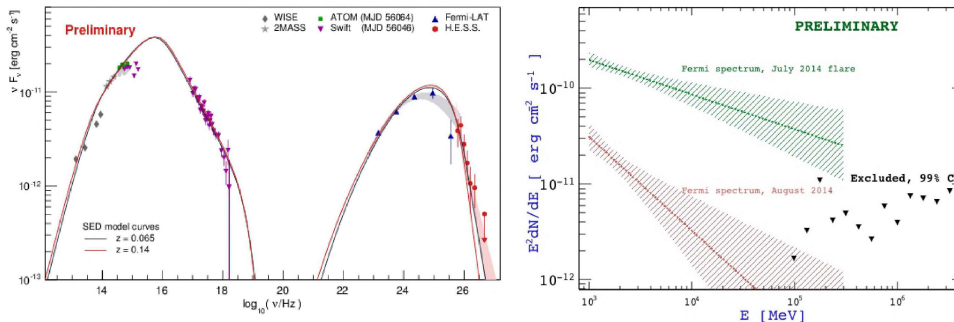 Preliminary
WISE
2MASS
ATOM (MJD 56064)
Swift (MJD 56046)
Fermi-LAT
H.E.S.S.
ν Fν [erg cm-2 s-1]
10-11
10-12
10-13
SED model curves
z = 0.065
z = 0.14
14 16 18 20 22 24 26
log10(ν/Hz)
PRELIMINARY
Fermi spectrum, July 2014 flare
Excluded, 99% C
Fermi spectrum, August 2014
E2dN/dE [ erg cm-2 s-1 ]
10-10
10-11
10-12
103 104 105 106
E [MeV]